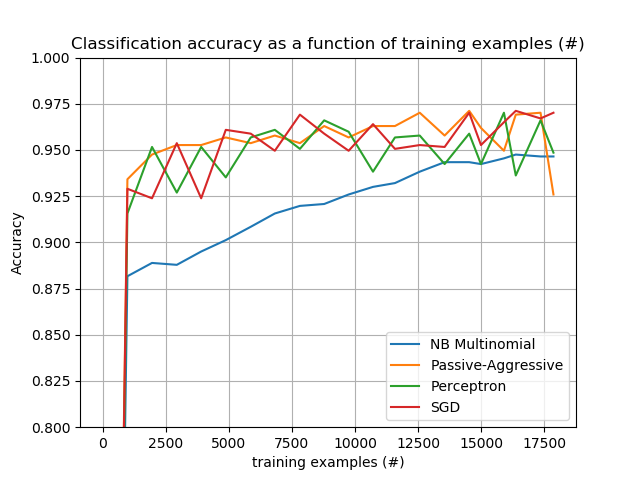 Classification accuracy as a function of training examples (#)
1.000
0.975
0.950
0.925
0.900
0.875
0.850
0.825
0.800
Accuracy
NB Multinomial
Passive-Aggressive
Perceptron
SGD
0 2500 5000 7500 10000 12500 15000 17500
training examples (#)